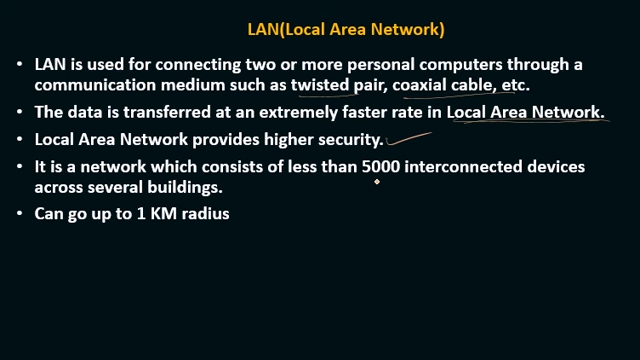 LAN(Local Area Network)
• LAN is used for connecting two or more personal computers through a
communication medium such as twisted pair, coaxial cable, etc.
• The data is transferred at an extremely faster rate in Local Area Network.
• Local Area Network provides higher security.
• It is a network which consists of less than 5000 interconnected devices
across several buildings.
• Can go up to 1 KM radius